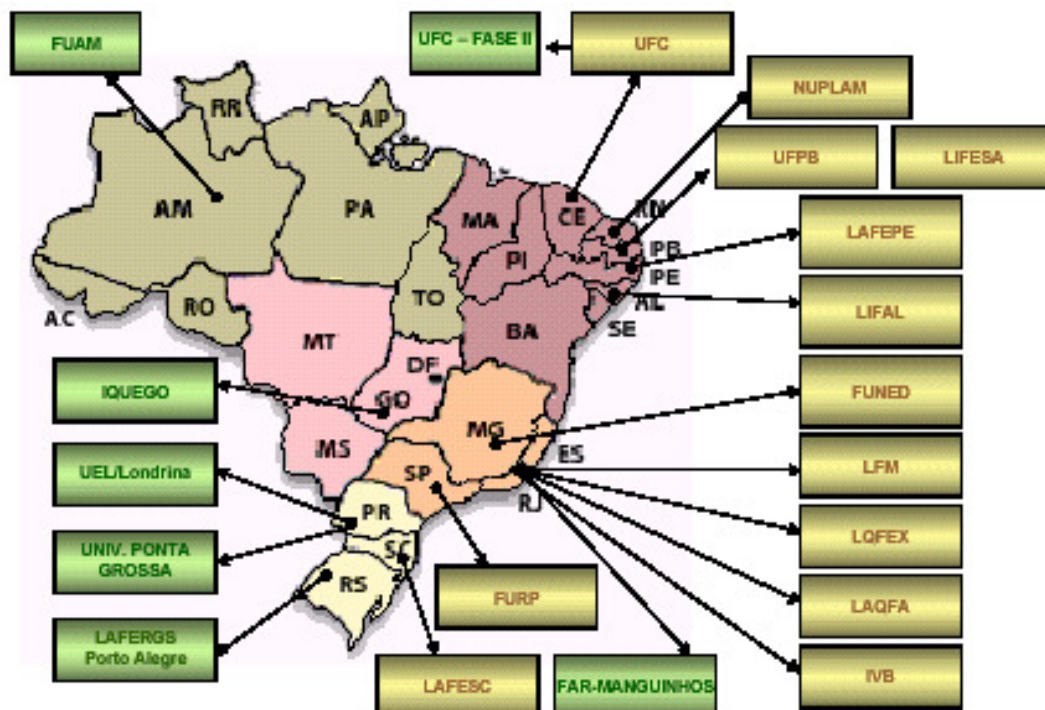 FUAM
UFC – FASE II
UFC
NUPLAM
UFPB
LIFESA
RR
AP
AM
PA
MA
CE
RN
LAFEPE
PI
PB
PE
AC
RO
TO
AL
LIFAL
SE
MT
BA
DF
IQUEGO
GO
FUNED
MS
MG
ES
UEL/Londrina
SP
LFM
RJ
PR
LQFEX
UNIV. PONTA
GROSSA
SC
RS
FURP
LAQFA
LAFERGS
Porto Alegre
LAFESC
FAR-MANGUINHOS
IVB